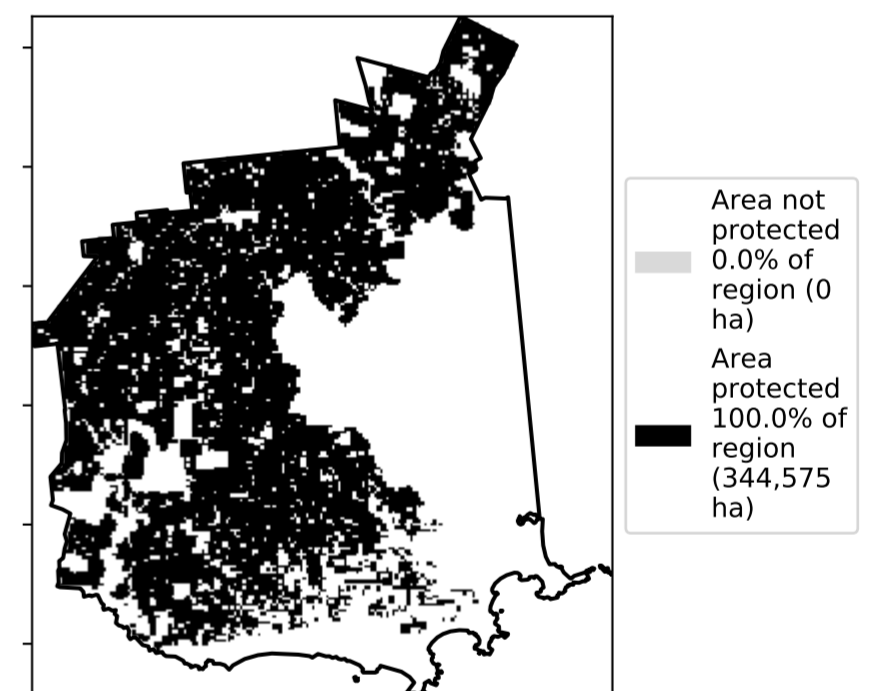 Area not
protected
0.0% of
region (0
ha)
Area
protected
100.0% of
region
(344,575
ha)